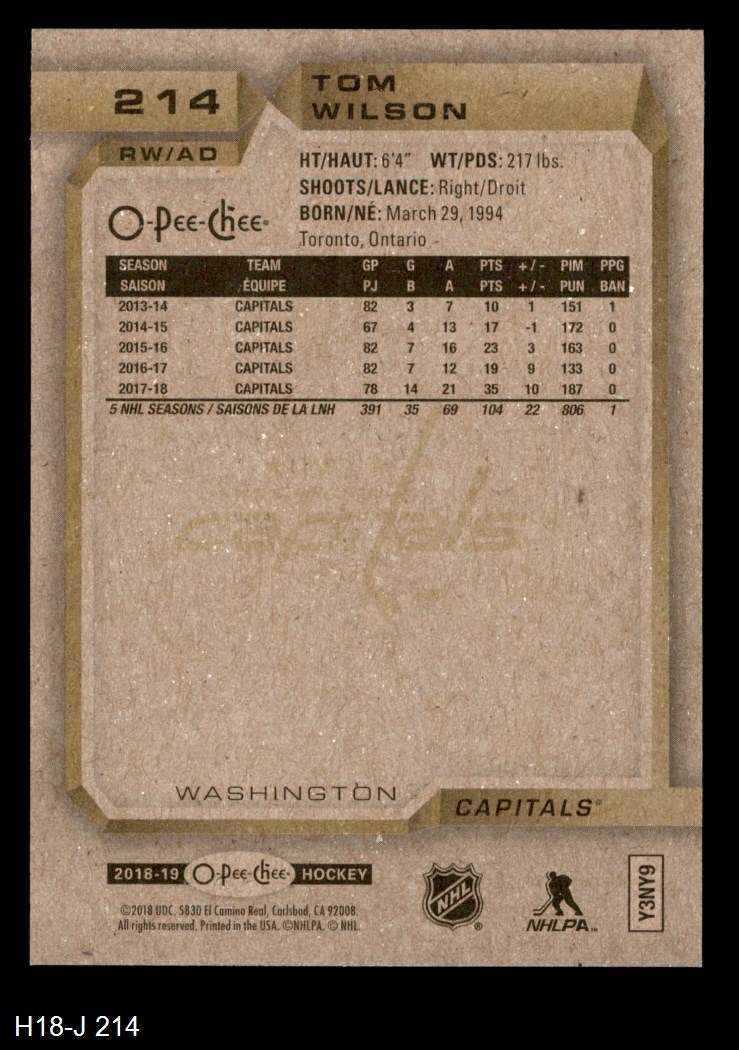 214
TOM
WILSON
RW/AD
HT/HAUT: 6'4" WT/PDS: 217 lbs.
SHOOTS/LANCE: Right/Droit
BORN/NÉ: March 29, 1994
Toronto, Ontario
O-Pee-Chee®
SEASON TEAM GP G A PTS +/- PIM PPG
SAISON ÉQUIPE PJ B A PTS +/- PUN BAN
2013-14 CAPITALS 82 3 7 10 1 151 1
2014-15 CAPITALS 67 4 13 17 -1 172 0
2015-16 CAPITALS 82 7 16 23 3 163 0
2016-17 CAPITALS 82 7 12 19 9 133 0
2017-18 CAPITALS 78 14 21 35 10 187 0
5 NHL SEASONS / SAISONS DE LA LNH 391 35 69 104 22 806 1
capitals
WASHINGTON
CAPITALS®
2018-19 O-Pee-Chee® HOCKEY
©2018 UDC. 5830 El Camino Real, Carlsbad, CA 92008.
All rights reserved. Printed in the USA. ©NHLPA. © NHL.
NHL ®
NHLPA™
Y3NY9
H18-J 214